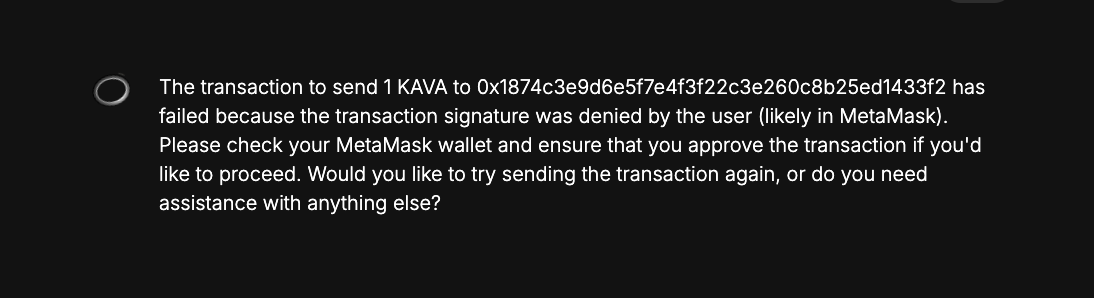 The transaction to send 1 KAVA to 0x1874c3e9d6e5f7e4f3f22c3e260c8b25ed1433f2 has
failed because the transaction signature was denied by the user (likely in MetaMask).
Please check your MetaMask wallet and ensure that you approve the transaction if you'd
like to proceed. Would you like to try sending the transaction again, or do you need
assistance with anything else?